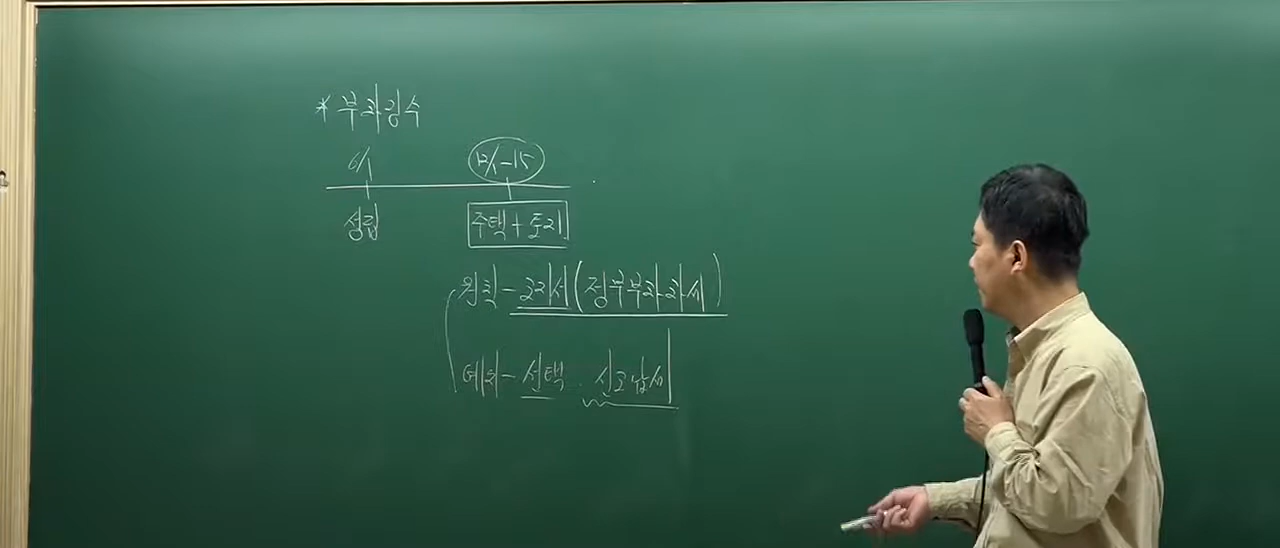 * 부과징수
6/1 12/1-15
성립 주택+토지
원칙 - 고지서(정부부과과세)
예외 - 선택 .. 신고납세